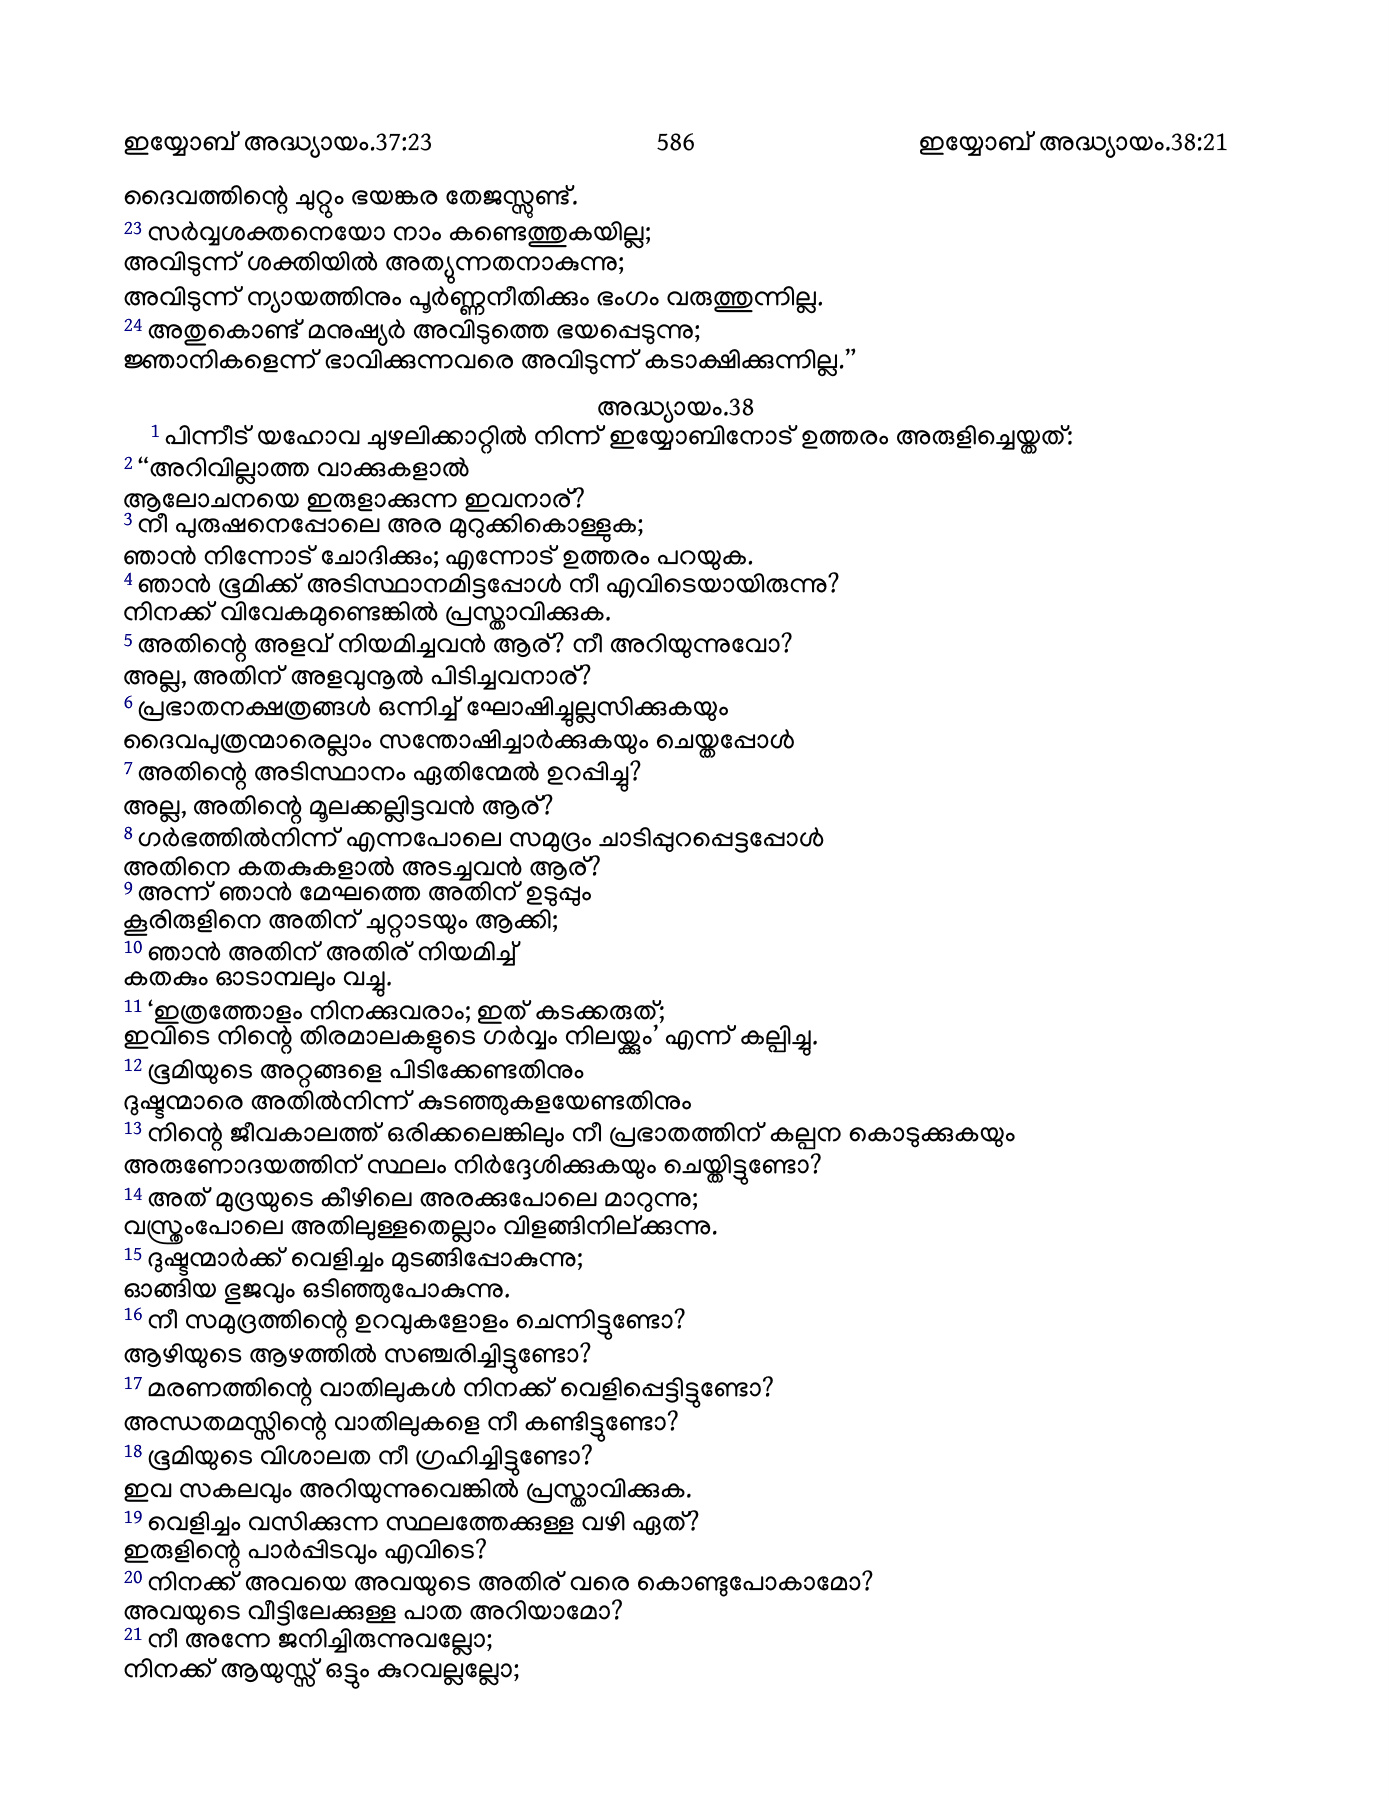 ഇയ്യോബ് അദ്ധ്യായം.37:23 586 ഇയ്യോബ് അദ്ധ്യായം.38:21
ദൈവത്തിന്റെ ചുറ്റും ഭയങ്കര തേജസ്സുണ്ട്.
23 സർവ്വശക്തനെയോ നാം കണ്ടെത്തുകയില്ല;
അവിടുന്ന് ശക്തിയിൽ അത്യുന്നതനാകുന്നു;
അവിടുന്ന് ന്യായത്തിനും പൂർണ്ണനീതിക്കും ഭംഗം വരുത്തുന്നില്ല.
24 അതുകൊണ്ട് മനുഷ്യർ അവിടുത്തെ ഭയപ്പെടുന്നു;
ജ്ഞാനികളെന്ന് ഭാവിക്കുന്നവരെ അവിടുന്ന് കടാക്ഷിക്കുന്നില്ല.”
അദ്ധ്യായം.38
1 പിന്നീട് യഹോവ ചുഴലിക്കാറ്റിൽ നിന്ന് ഇയ്യോബിനോട് ഉത്തരം അരുളിച്ചെയ്തത്:
2 “അറിവില്ലാത്ത വാക്കുകളാൽ
ആലോചനയെ ഇരുളാക്കുന്ന ഇവനാര്?
3 നീ പുരുഷനെപ്പോലെ അര മുറുക്കികൊള്ളുക;
ഞാൻ നിന്നോട് ചോദിക്കും; എന്നോട് ഉത്തരം പറയുക.
4 ഞാൻ ഭൂമിക്ക് അടിസ്ഥാനമിട്ടപ്പോൾ നീ എവിടെയായിരുന്നു?
നിനക്ക് വിവേകമുണ്ടെങ്കിൽ പ്രസ്താവിക്കുക.
5 അതിന്റെ അളവ് നിയമിച്ചവൻ ആര്? നീ അറിയുന്നുവോ?
അല്ല, അതിന് അളവുനൂൽ പിടിച്ചവനാര്?
6 പ്രഭാതനക്ഷത്രങ്ങൾ ഒന്നിച്ച് ഘോഷിച്ചുല്ലസിക്കുകയും
ദൈവപുത്രന്മാരെല്ലാം സന്തോഷിച്ചാർക്കുകയും ചെയ്തപ്പോൾ
7 അതിന്റെ അടിസ്ഥാനം ഏതിന്മേൽ ഉറപ്പിച്ചു?
അല്ല, അതിന്റെ മൂലക്കല്ലിട്ടവൻ ആര്?
8 ഗർഭത്തിൽനിന്ന് എന്നപോലെ സമുദ്രം ചാടിപ്പുറപ്പെട്ടപ്പോൾ
അതിനെ കതകുകളാൽ അടച്ചവൻ ആര്?
9 അന്ന് ഞാൻ മേഘത്തെ അതിന് ഉടുപ്പും
കൂരിരുളിനെ അതിന് ചുറ്റാടയും ആക്കി;
10 ഞാൻ അതിന് അതിര് നിയമിച്ച്
കതകും ഓടാമ്പലും വച്ചു.
11 ‘ഇത്രത്തോളം നിനക്കുവരാം; ഇത് കടക്കരുത്;
ഇവിടെ നിന്റെ തിരമാലകളുടെ ഗർവ്വം നിലയ്ക്കും’ എന്ന് കല്പിച്ചു.
12 ഭൂമിയുടെ അറ്റങ്ങളെ പിടിക്കേണ്ടതിനും
ദുഷ്ടന്മാരെ അതിൽനിന്ന് കുടഞ്ഞുകളയേണ്ടതിനും
13 നിന്റെ ജീവകാലത്ത് ഒരിക്കലെങ്കിലും നീ പ്രഭാതത്തിന് കല്പന കൊടുക്കുകയും
അരുണോദയത്തിന് സ്ഥലം നിർദ്ദേശിക്കുകയും ചെയ്തിട്ടുണ്ടോ?
14 അത് മുദ്രയുടെ കീഴിലെ അരക്കുപോലെ മാറുന്നു;
വസ്ത്രംപോലെ അതിലുള്ളതെല്ലാം വിളങ്ങിനില്ക്കുന്നു.
15 ദുഷ്ടന്മാർക്ക് വെളിച്ചം മുടങ്ങിപ്പോകുന്നു;
ഓങ്ങിയ ഭുജവും ഒടിഞ്ഞുപോകുന്നു.
16 നീ സമുദ്രത്തിന്റെ ഉറവുകളോളം ചെന്നിട്ടുണ്ടോ?
ആഴിയുടെ ആഴത്തിൽ സഞ്ചരിച്ചിട്ടുണ്ടോ?
17 മരണത്തിന്റെ വാതിലുകൾ നിനക്ക് വെളിപ്പെട്ടിട്ടുണ്ടോ?
അന്ധതമസ്സിന്റെ വാതിലുകളെ നീ കണ്ടിട്ടുണ്ടോ?
18 ഭൂമിയുടെ വിശാലത നീ ഗ്രഹിച്ചിട്ടുണ്ടോ?
ഇവ സകലവും അറിയുന്നുവെങ്കിൽ പ്രസ്താവിക്കുക.
19 വെളിച്ചം വസിക്കുന്ന സ്ഥലത്തേക്കുള്ള വഴി ഏത്?
ഇരുളിന്റെ പാർപ്പിടവും എവിടെ?
20 നിനക്ക് അവയെ അവയുടെ അതിര് വരെ കൊണ്ടുപോകാമോ?
അവയുടെ വീട്ടിലേക്കുള്ള പാത അറിയാമോ?
21 നീ അന്നേ ജനിച്ചിരുന്നുവല്ലോ;
നിനക്ക് ആയുസ്സ് ഒട്ടും കുറവല്ലല്ലോ;